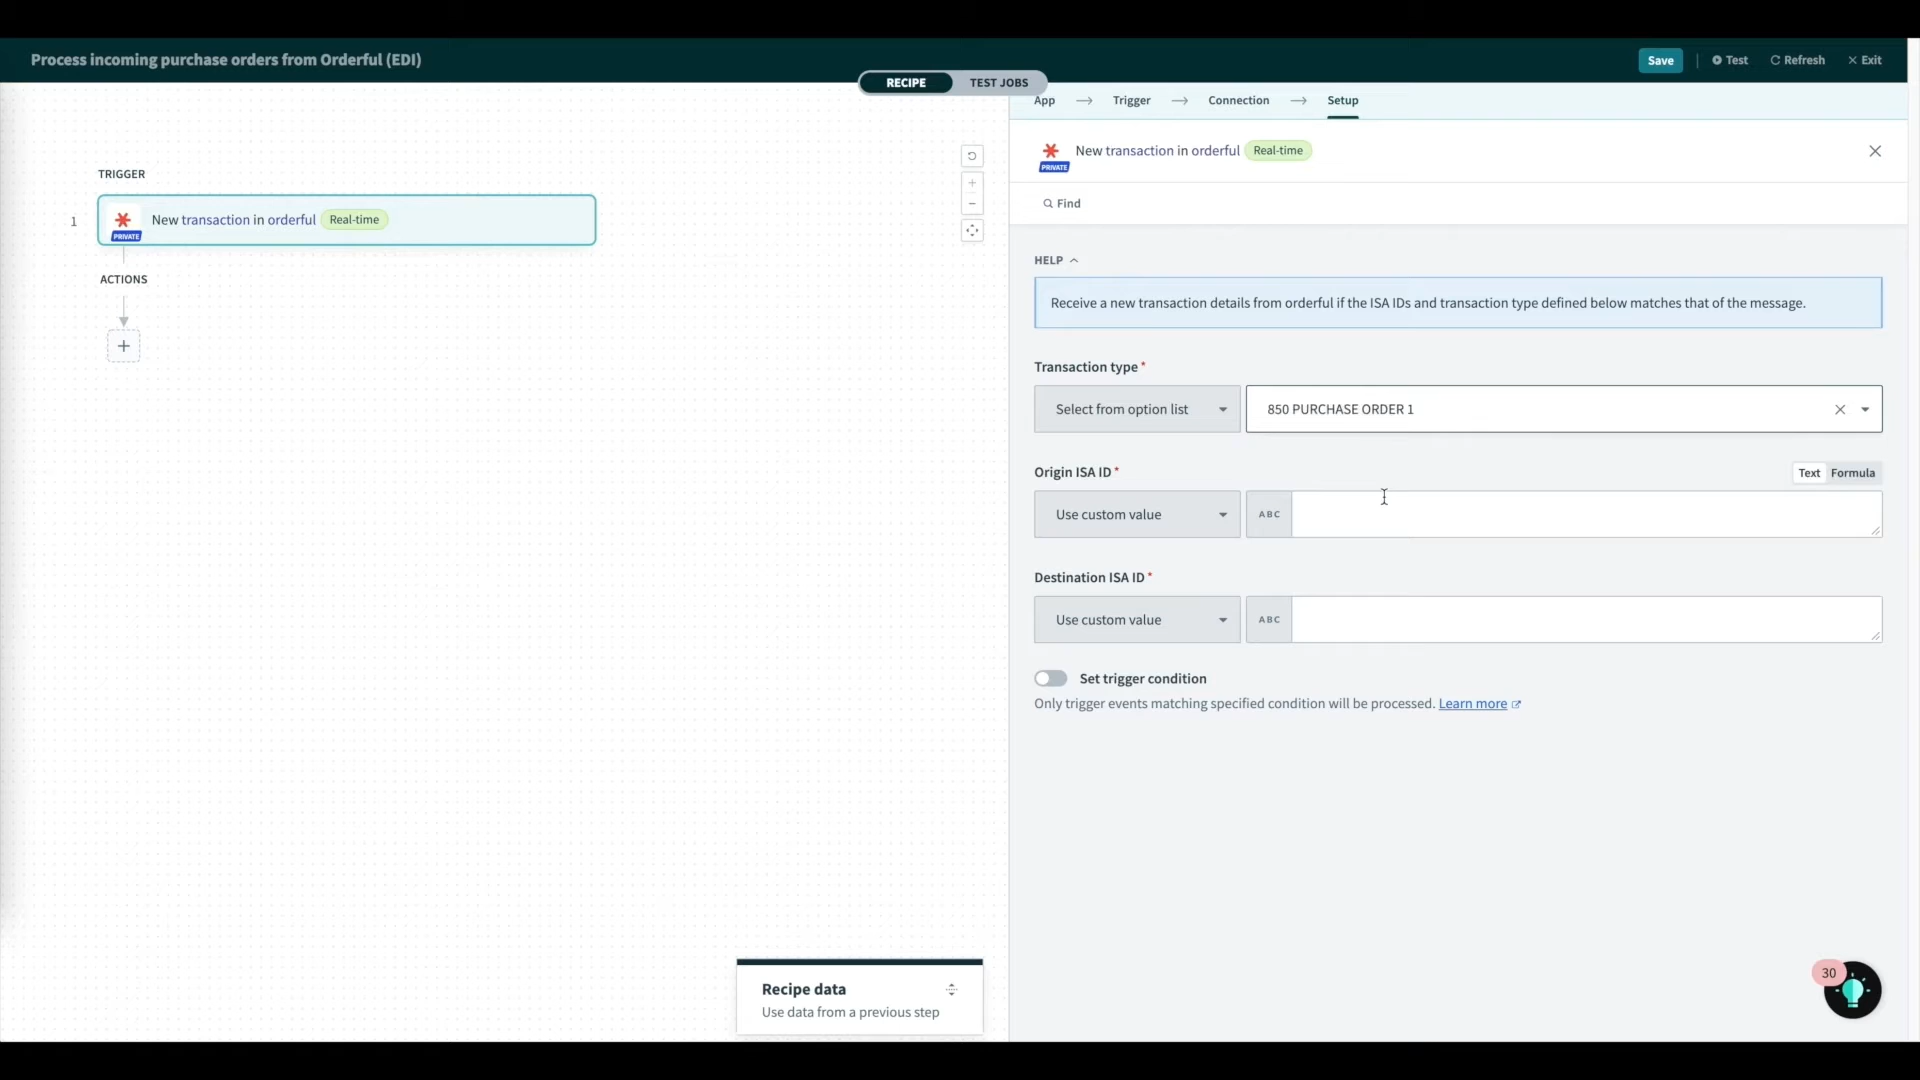 Process incoming purchase orders from Orderful (EDI)
Save
Test
Refresh
Exit
RECIPE
TEST JOBS
App
Trigger
Connection
Setup
PRIVATE
New transaction in orderful
Real-time
Find
TRIGGER
1
PRIVATE
New transaction in orderful
Real-time
ACTIONS
HELP
Receive a new transaction details from orderful if the ISA IDs and transaction type defined below matches that of the message.
Transaction type *
Select from option list
850 PURCHASE ORDER 1
Origin ISA ID *
Text
Formula
Use custom value
ABC
Destination ISA ID *
Use custom value
ABC
Set trigger condition
Only trigger events matching specified condition will be processed. Learn more
Recipe data
Use data from a previous step
30